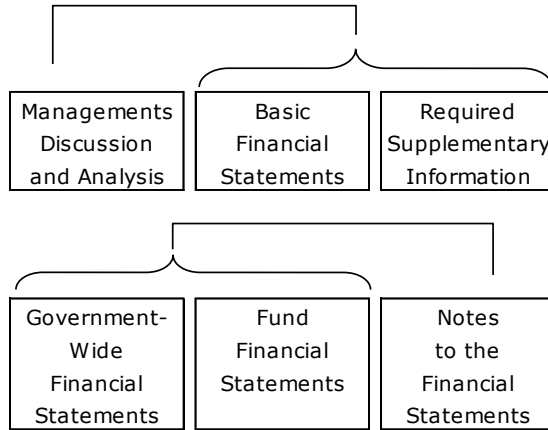 Managements
Discussion
and Analysis
Basic
Financial
Statements
Required
Supplementary
Information
Government-
Wide
Financial
Statements
Fund
Financial
Statements
Notes
to the
Financial
Statements